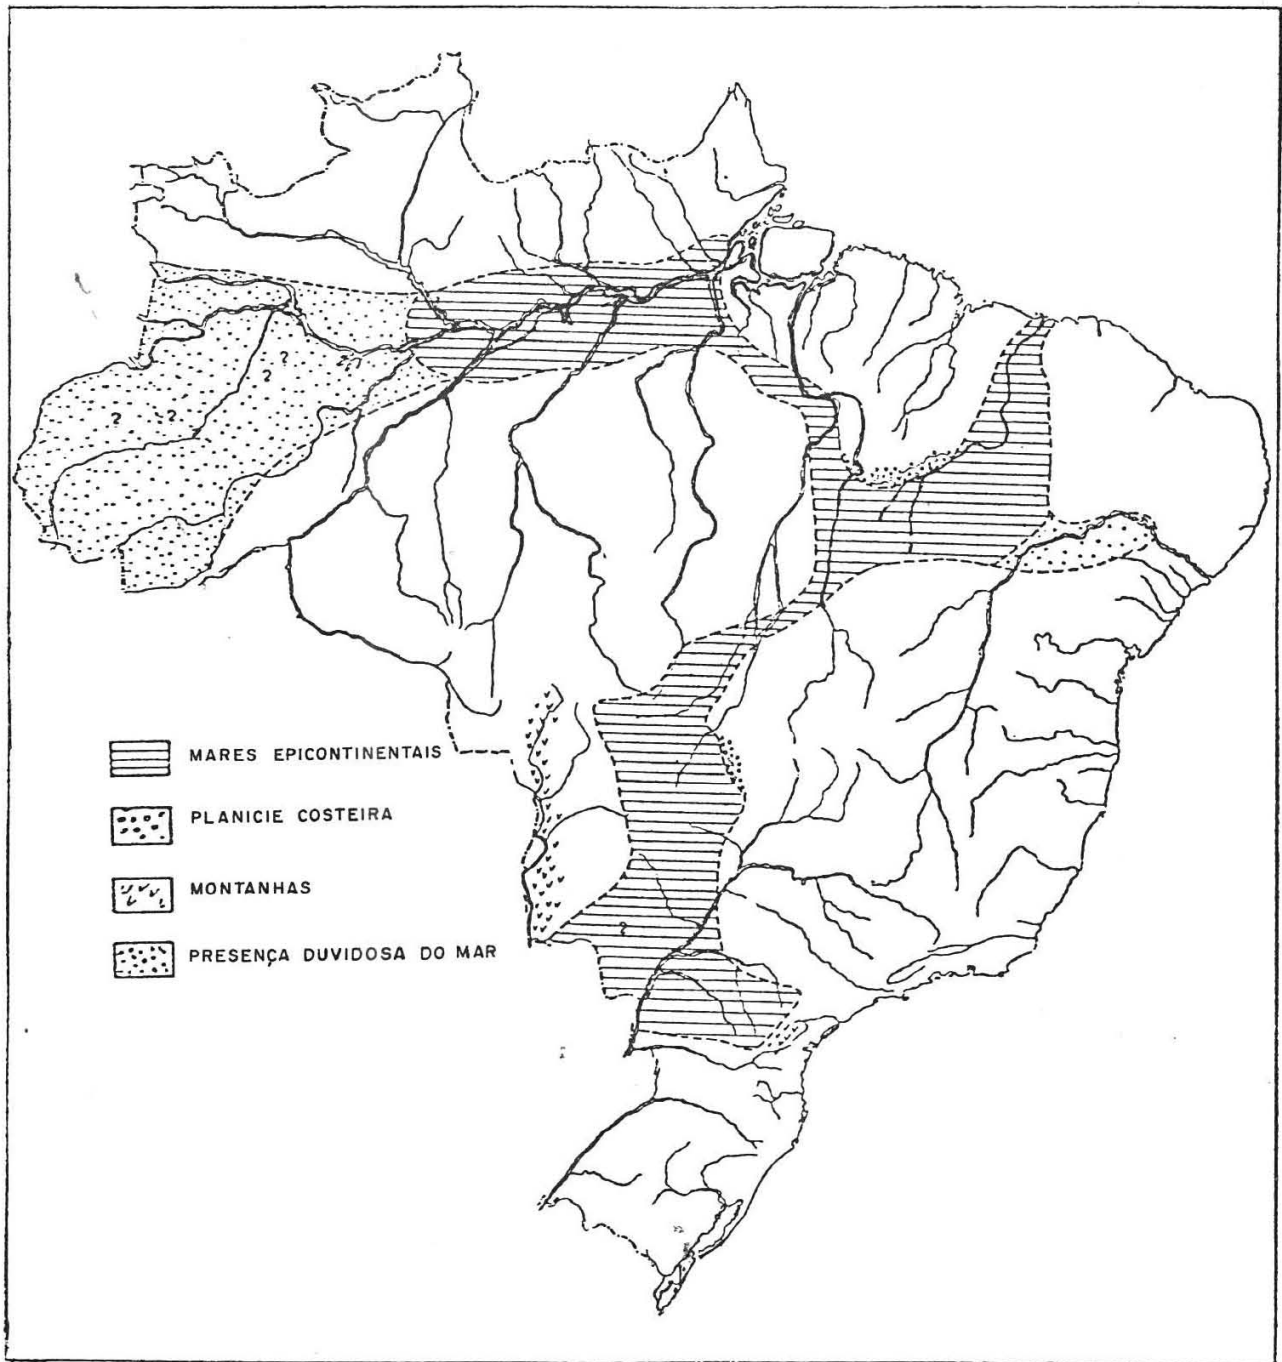 ?
?
? ?
MARES EPICONTINENTAIS
PLANICIE COSTEIRA
MONTANHAS
?
PRESENÇA DUVIDOSA DO MAR